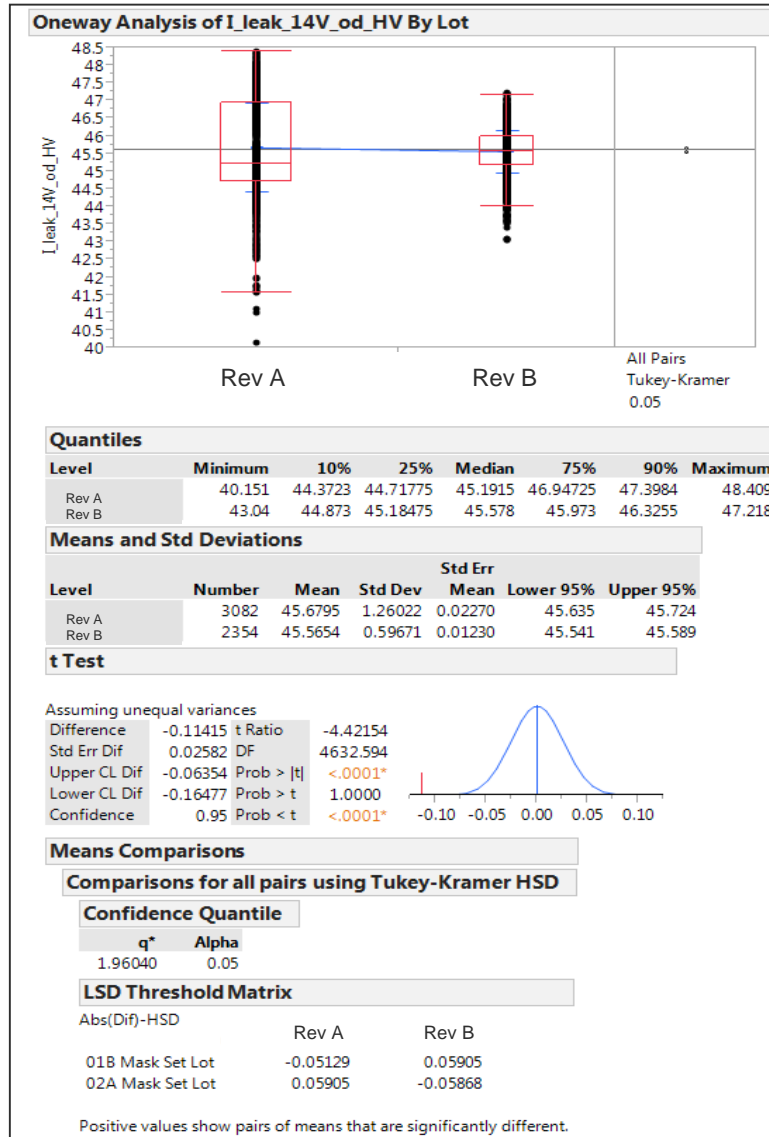 Oneway Analysis of I_leak_14V_od_HV By Lot
48.5
48
47.5
47
46.5
46
45.5
45
44.5
44
43.5
43
42.5
42
41.5
41
40.5
40
I_leak_14V_od_HV
Rev A Rev B
All Pairs
Tukey-Kramer
0.05
Quantiles
Level Minimum 10% 25% Median 75% 90% Maximum
Rev A 40.151 44.3723 44.71775 45.1915 46.94725 47.3984 48.409
Rev B 43.04 44.873 45.18475 45.578 45.973 46.3255 47.218
Means and Std Deviations
Std Err
Level Number Mean Std Dev Mean Lower 95% Upper 95%
Rev A 3082 45.6795 1.26022 0.02270 45.635 45.724
Rev B 2354 45.5654 0.59671 0.01230 45.541 45.589
t Test
Assuming unequal variances
Difference -0.11415 t Ratio -4.42154
Std Err Dif 0.02582 DF 4632.594
Upper CL Dif -0.06354 Prob > |t| <.0001*
Lower CL Dif -0.16477 Prob > t 1.0000
Confidence 0.95 Prob < t <.0001*
-0.10 -0.05 0.00 0.05 0.10
Means Comparisons
Comparisons for all pairs using Tukey-Kramer HSD
Confidence Quantile
q* Alpha
1.96040 0.05
LSD Threshold Matrix
Abs(Dif)-HSD
Rev A Rev B
01B Mask Set Lot -0.05129 0.05905
02A Mask Set Lot 0.05905 -0.05868
Positive values show pairs of means that are significantly different.